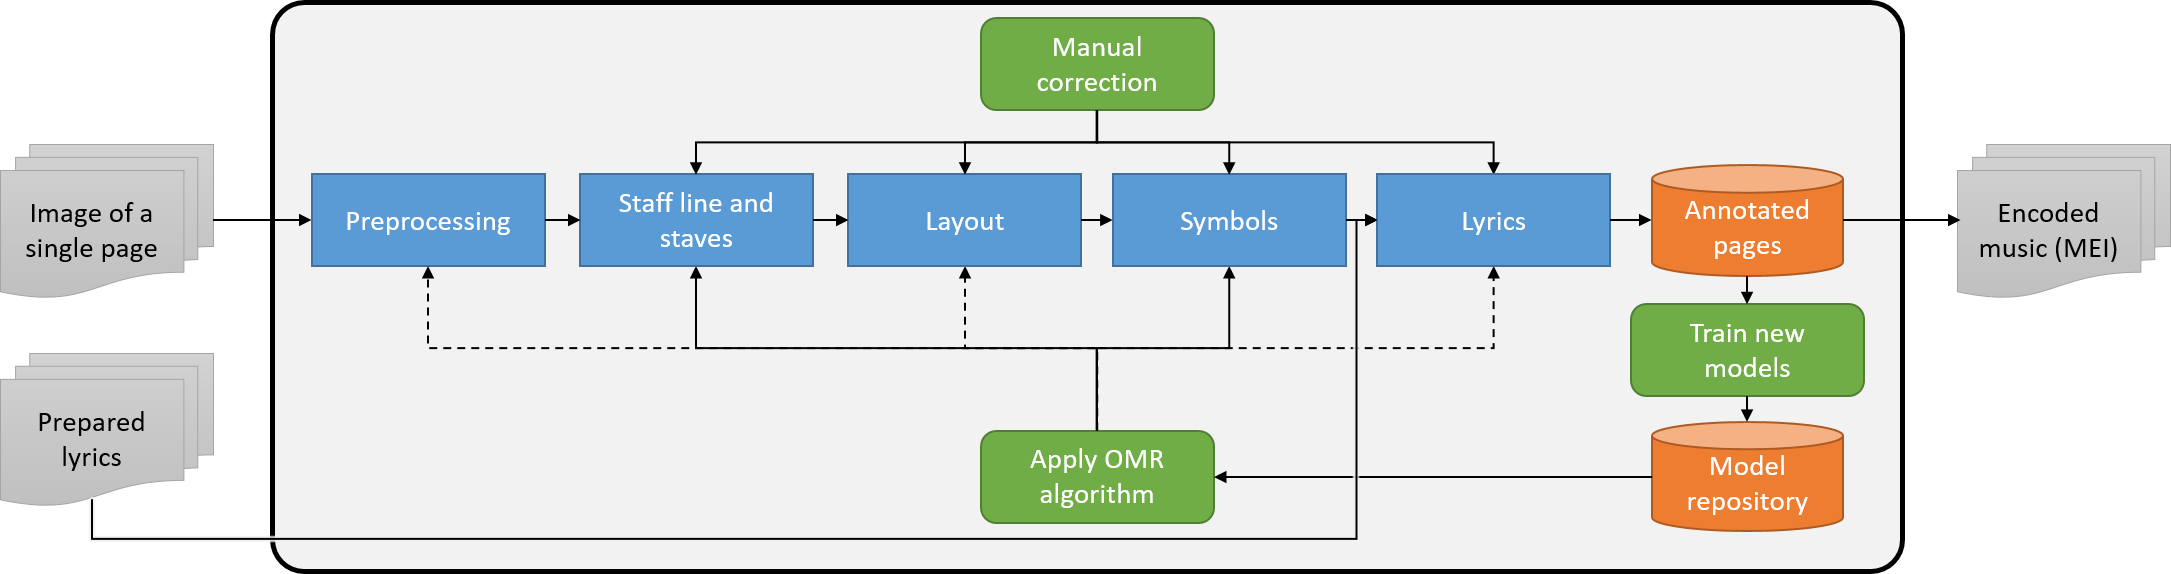 Manual
correction
Image of a
single page
Preprocessing
Staff line and
staves
Layout
Symbols
Lyrics
Annotated
pages
Encoded
music (MEI)
Train new
models
Prepared
lyrics
Apply OMR
algorithm
Model
repository